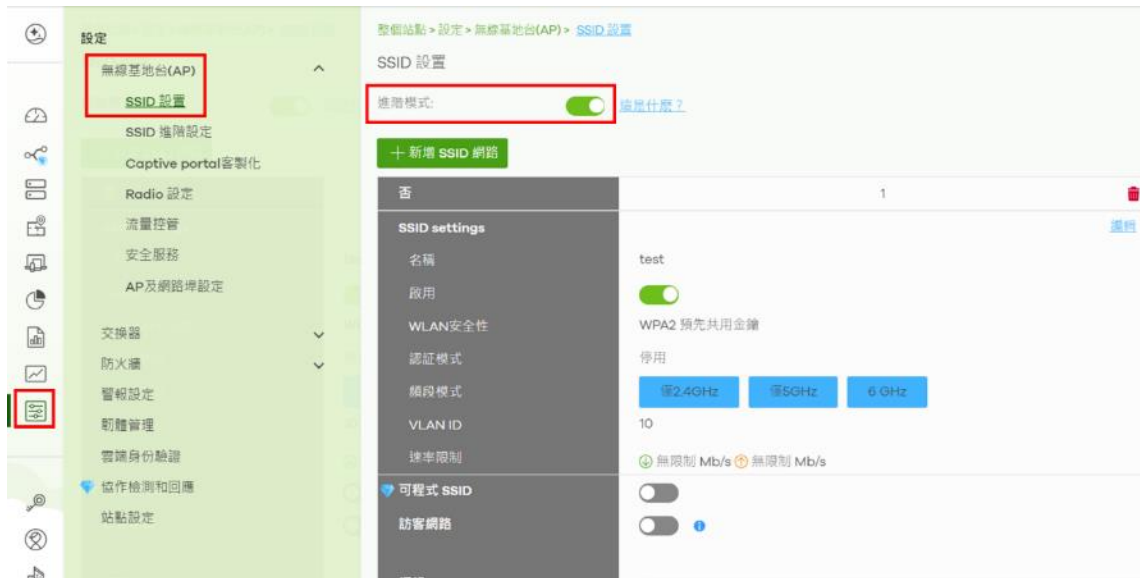 設定
無線基地台(AP)
SSID 設置
SSID 進階設定
Captive portal客製化
Radio 設定
流量控管
安全服務
AP及網路埠設定
交換器
防火牆
警報設定
韌體管理
雲端身份驗證
協作檢測和回應
站點設定
整個站點 > 設定 > 無線基地台(AP) > SSID 設置
SSID 設置
進階模式: 這是什麼?
十 新增 SSID 網路
否 1
SSID settings 編輯
名稱 test
啟用
WLAN安全性 WPA2 預先共用金鑰
認証模式 停用
頻段模式 僅2.4GHz 僅5GHz 6 GHz
VLAN ID 10
速率限制 無限制 Mb/s 無限制 Mb/s
可程式 SSID
訪客網路